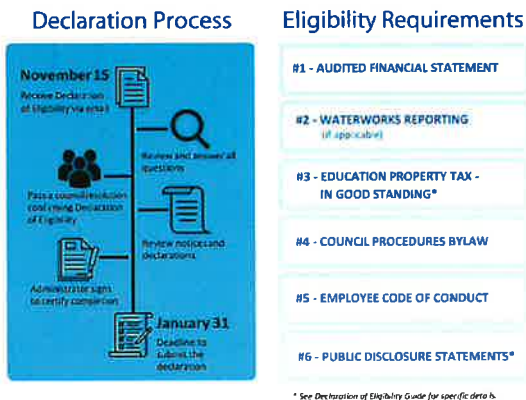 Declaration Process
November 15
Receive Declaration
of Eligibility via email
Review and answer all
questions
Pass a council resolution
confirming Declaration
of Eligibility
Review notices and
declarations
Administrator signs
to certify completion
January 31
Deadline to
submit the
declaration
Eligibility Requirements
#1 - AUDITED FINANCIAL STATEMENT
#2 - WATERWORKS REPORTING
(if applicable)
#3 - EDUCATION PROPERTY TAX -
IN GOOD STANDING*
#4 - COUNCIL PROCEDURES BYLAW
#5 - EMPLOYEE CODE OF CONDUCT
#6 - PUBLIC DISCLOSURE STATEMENTS*
* See Declaration of Eligibility Guide for specific details.